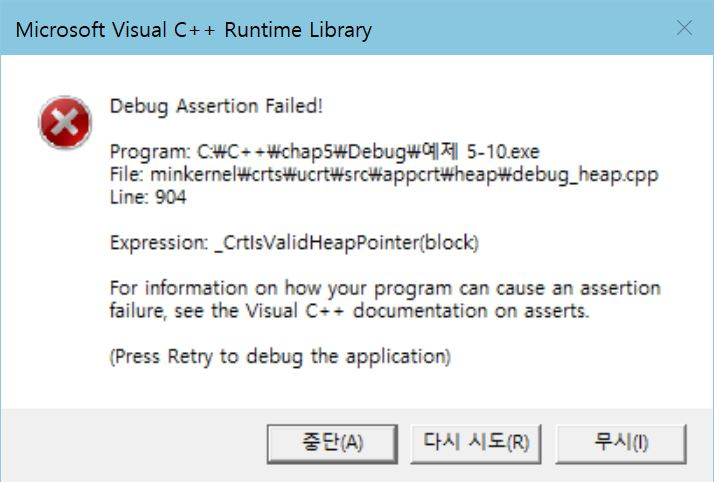 Microsoft Visual C++ Runtime Library
Debug Assertion Failed!
Program: C:₩C++₩chap5₩Debug₩예제 5-10.exe
File: minkernel₩crts₩ucrt₩src₩appcrt₩heap₩debug_heap.cpp
Line: 904
Expression: _CrtIsValidHeapPointer(block)
For information on how your program can cause an assertion
failure, see the Visual C++ documentation on asserts.
(Press Retry to debug the application)
중단(A)
다시 시도(R)
무시(I)